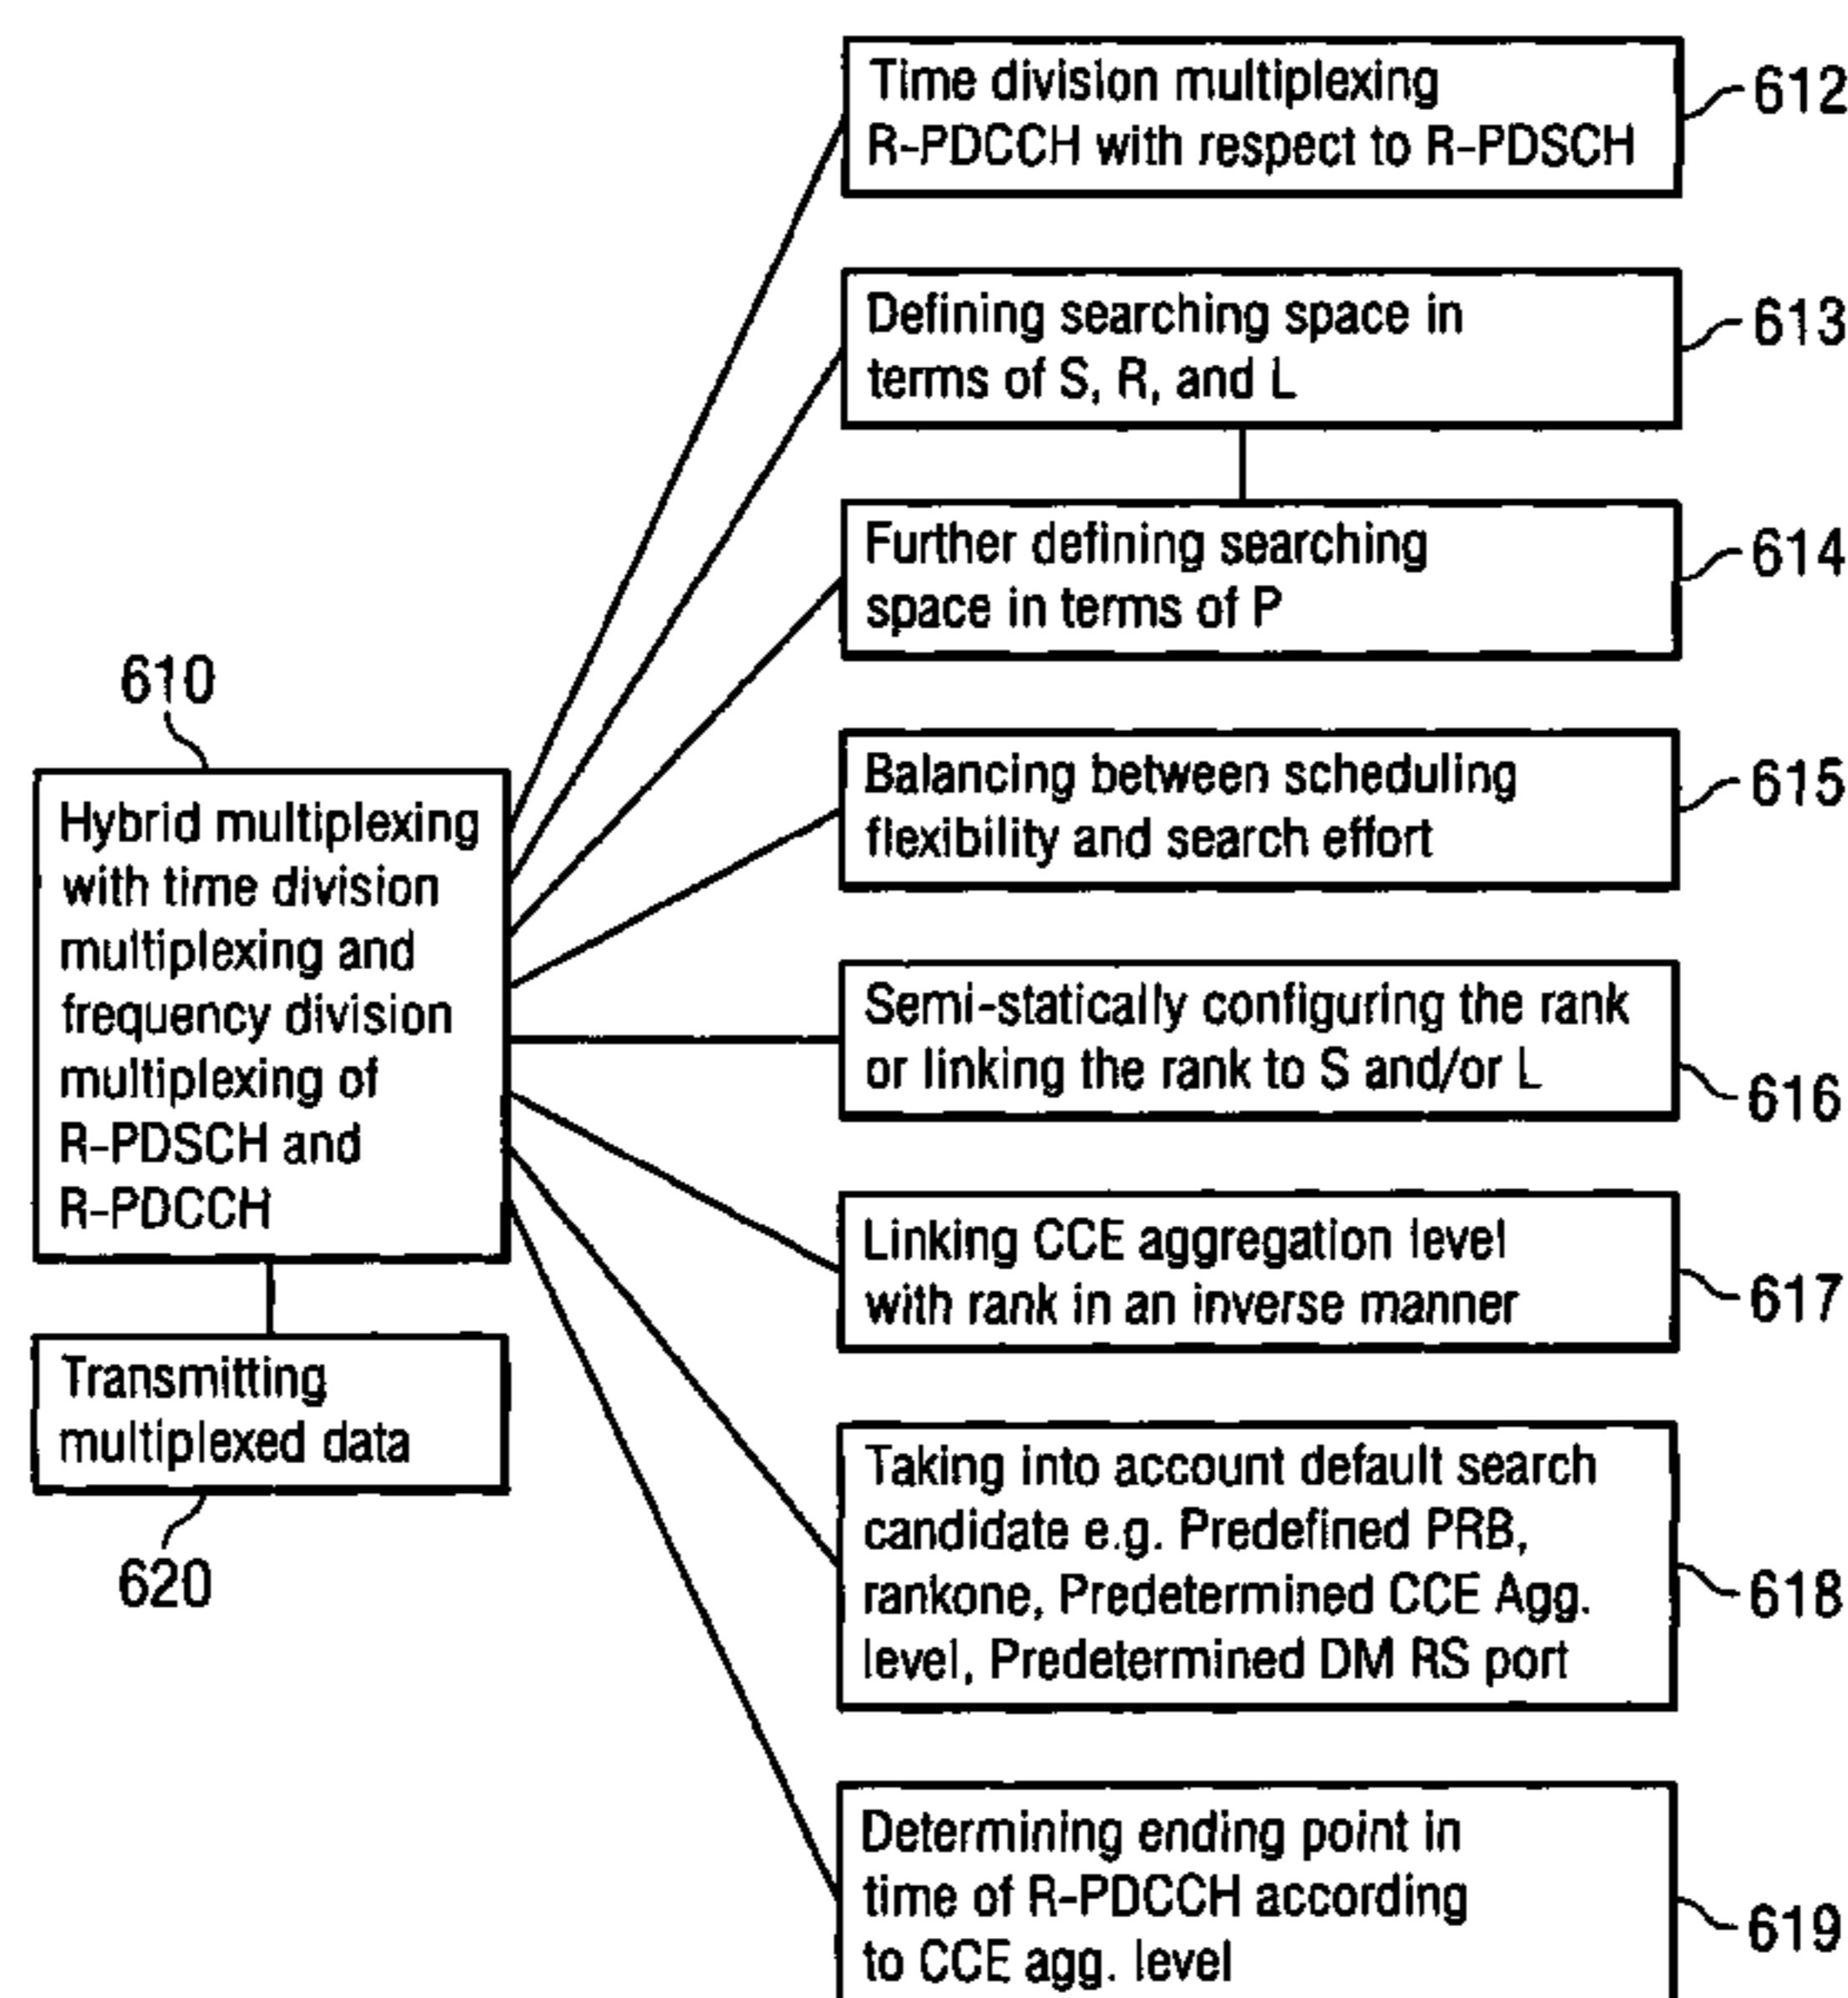 Time division multiplexing
R-PDCCH with respect to R-PDSCH
612
Defining searching space in
terms of S, R, and L
613
Further defining searching
space in terms of P
614
610
Hybrid multiplexing
with time division
multiplexing and
frequency division
multiplexing of
R-PDSCH and
R-PDCCH
Transmitting
multiplexed data
620
Balancing between scheduling
flexibility and search effort
615
Semi-statically configuring the rank
or linking the rank to S and/or L
616
Linking CCE aggregation level
with rank in an inverse manner
617
Taking into account default search
candidate e.g. Predefined PRB,
rankone, Predetermined CCE Agg.
level, Predetermined DM RS port
618
Determining ending point in
time of R-PDCCH according
to CCE agg. level
619